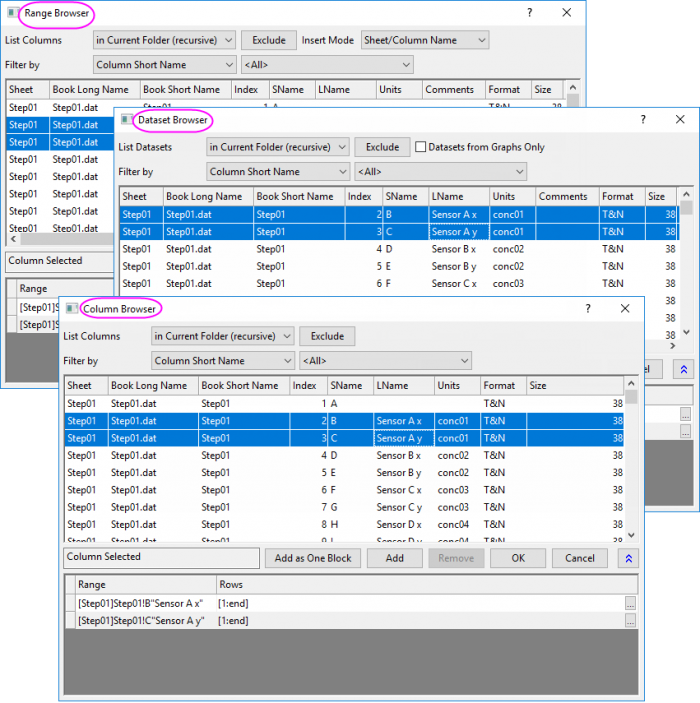 Range Browser
?
List Columns in Current Folder (recursive) Exclude Insert Mode Sheet/Column Name
Filter by Column Short Name <All>
Sheet Book Long Name Book Short Name Index SName LName Units Comments Format Size
Step01 Step01.dat Step01 1 A T&N 38
Step01 Step01.dat
Step01 Step01.dat
Step01 Step01.dat
Step01 Step01.dat
Step01 Step01.dat
Step01 Step01.dat
Step01 Step01.dat
Column Selected
Range
[Step01]S
[Step01]S
Dataset Browser
?
List Datasets in Current Folder (recursive) Exclude Datasets from Graphs Only
Filter by Column Short Name <All>
Sheet Book Long Name Book Short Name Index SName LName Units Comments Format Size
Step01 Step01.dat Step01 2 B Sensor A x conc01 T&N 38
Step01 Step01.dat Step01 3 C Sensor A y conc01 T&N 38
Step01 Step01.dat Step01 4 D Sensor B x conc02 T&N 38
Step01 Step01.dat Step01 5 E Sensor B y conc02 T&N 38
Step01 Step01.dat Step01 6 F Sensor C x conc03 T&N 38
38
38
38
el
...
...
Column Browser
?
List Columns in Current Folder (recursive) Exclude
Filter by Column Short Name <All>
Sheet Book Long Name Book Short Name Index SName LName Units Format Size
Step01 Step01.dat Step01 1 A T&N 38
Step01 Step01.dat Step01 2 B Sensor A x conc01 T&N 38
Step01 Step01.dat Step01 3 C Sensor A y conc01 T&N 38
Step01 Step01.dat Step01 4 D Sensor B x conc02 T&N 38
Step01 Step01.dat Step01 5 E Sensor B y conc02 T&N 38
Step01 Step01.dat Step01 6 F Sensor C x conc03 T&N 38
Step01 Step01.dat Step01 7 G Sensor C y conc03 T&N 38
Step01 Step01.dat Step01 8 H Sensor D x conc04 T&N 38
Step01 Step01.dat Step01 9 I Sensor D y conc04 T&N 38
Column Selected Add as One Block Add Remove OK Cancel
Range Rows
[Step01]Step01!B"Sensor A x" [1:end] ...
[Step01]Step01!C"Sensor A y" [1:end] ...